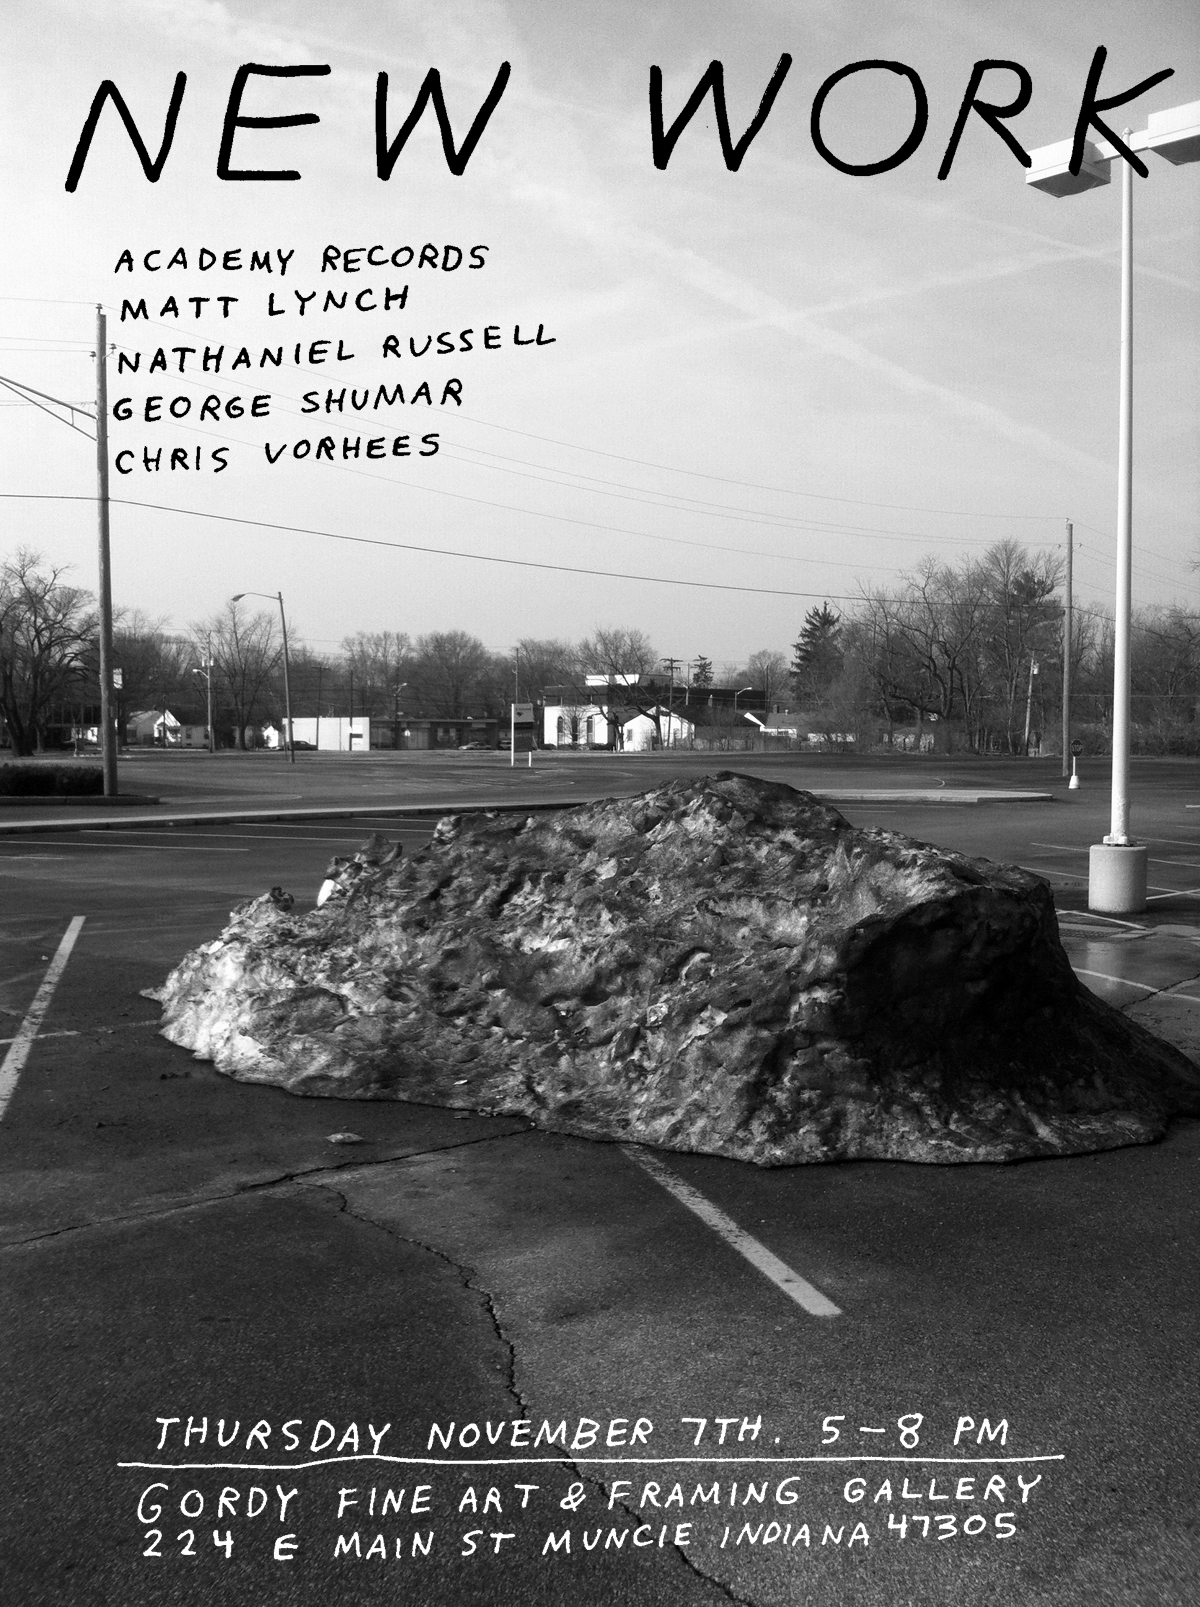 NEW WORK
ACADEMY RECORDS
MATT LYNCH
NATHANIEL RUSSELL
GEORGE SHUMAR
CHRIS VORHEES
THURSDAY NOVEMBER 7TH. 5-8 PM
GORDY FINE ART & FRAMING GALLERY
224 E MAIN ST MUNCIE INDIANA 47305